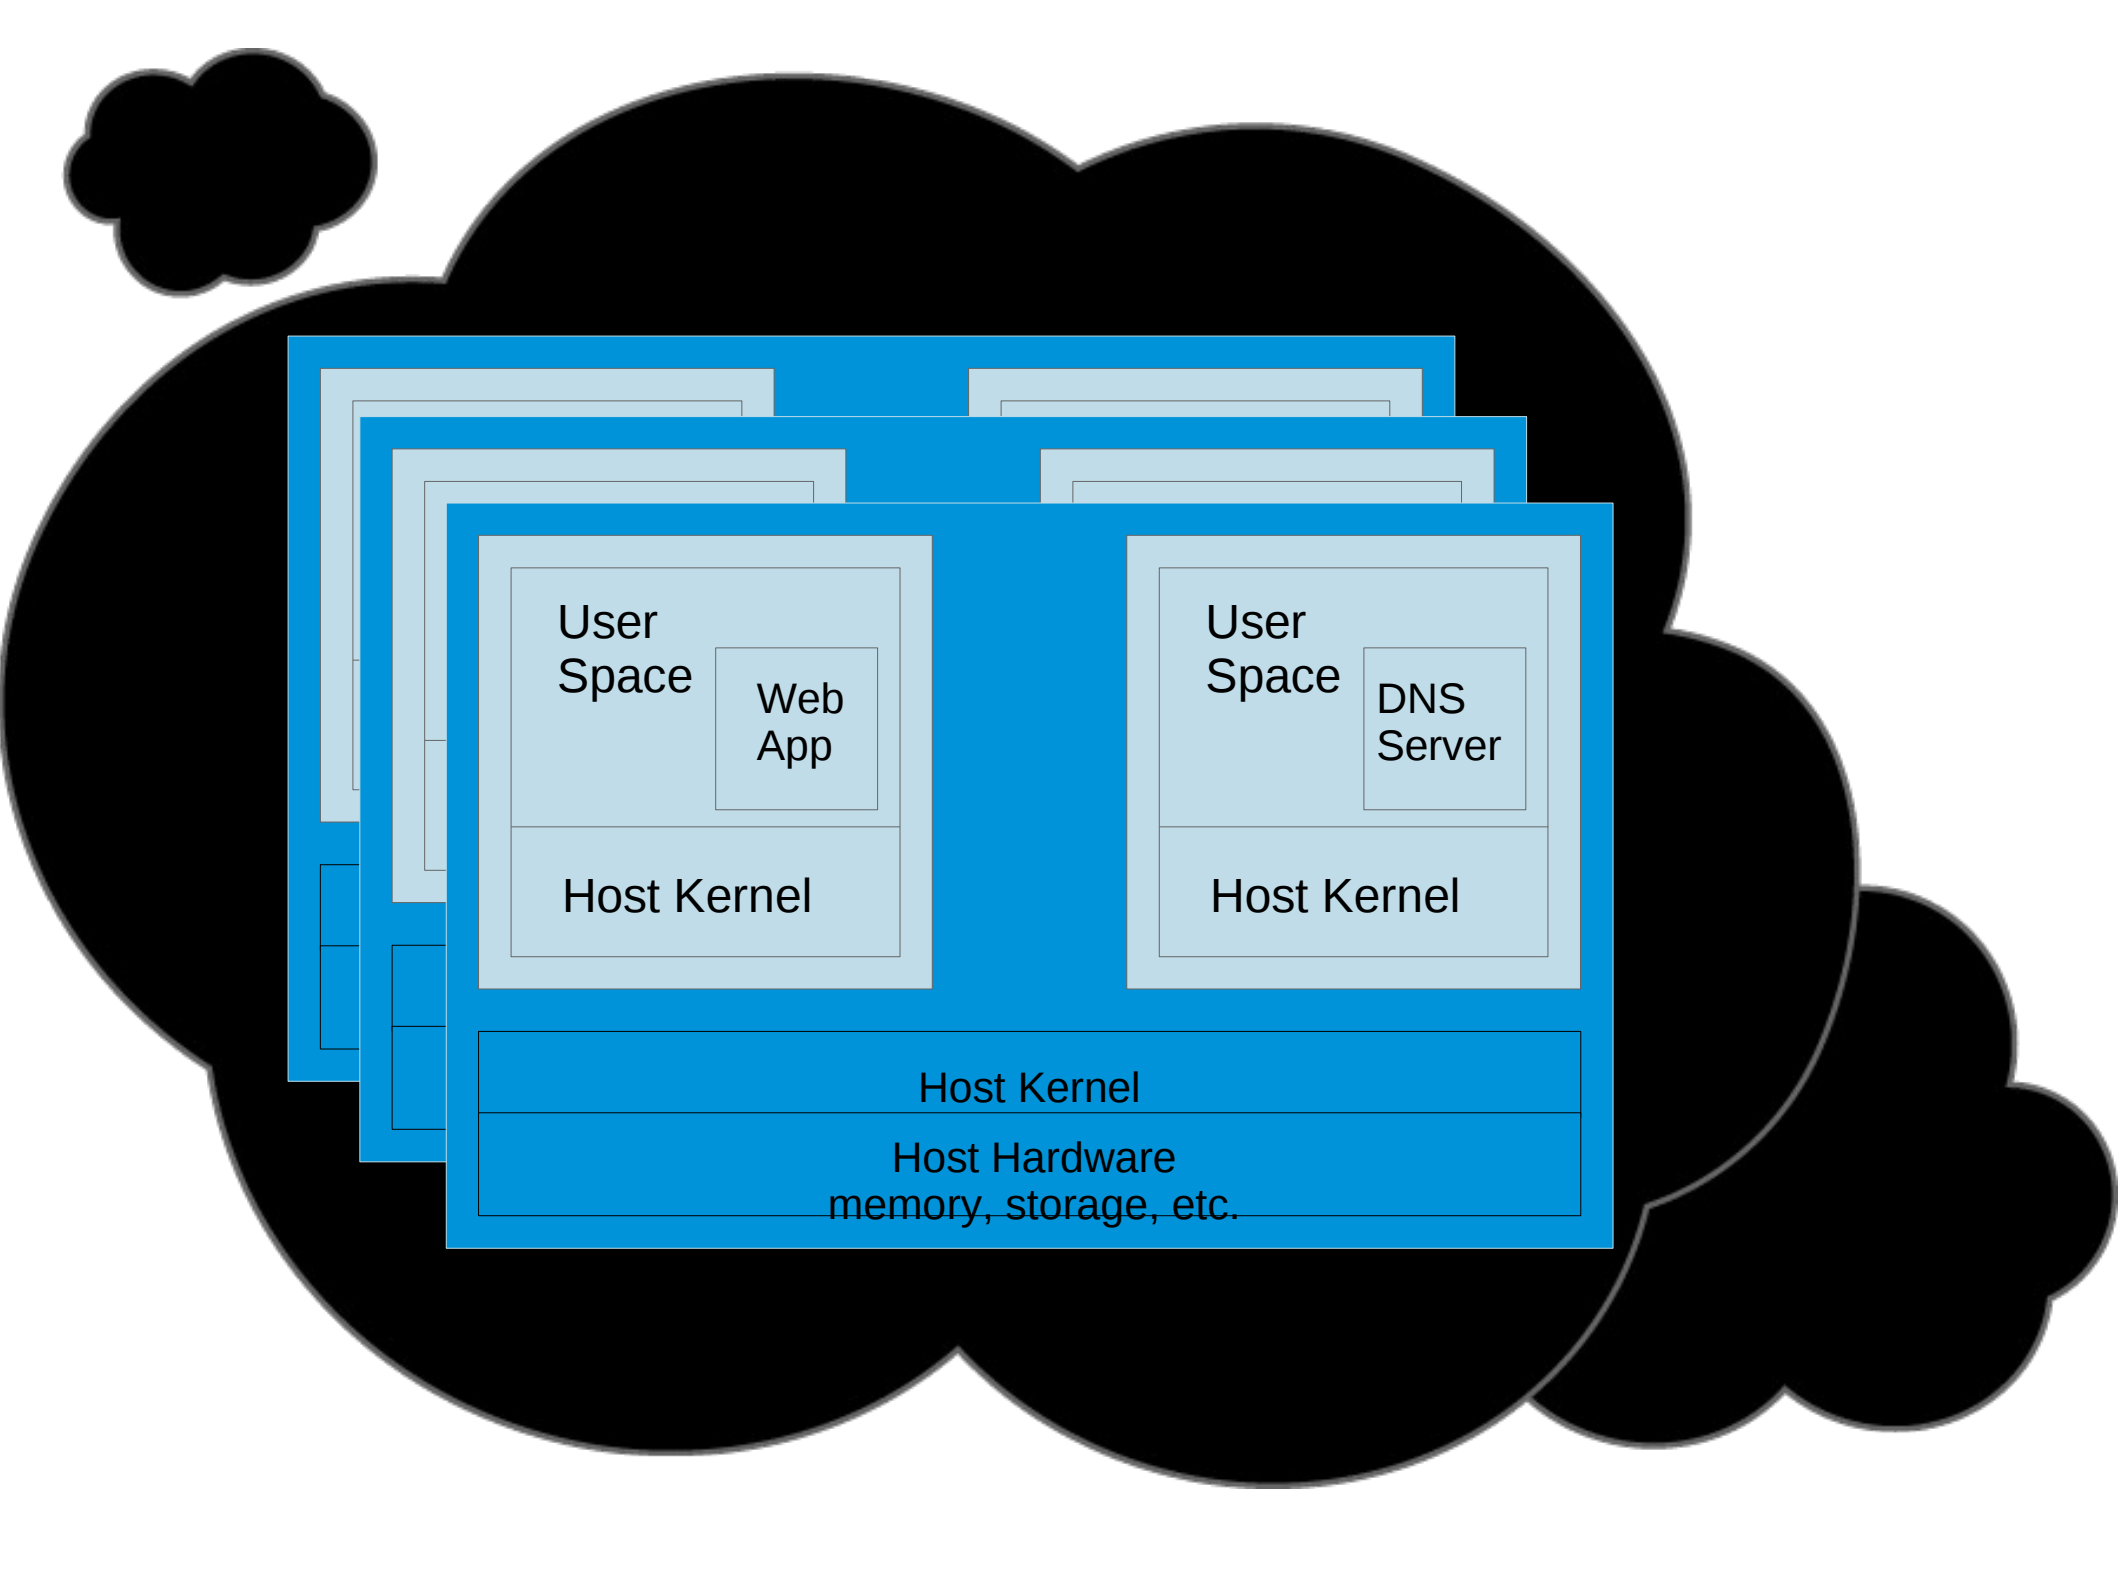 User
Space
Web
App
Host Kernel
User
Space
DNS
Server
Host Kernel
Host Kernel
Host Hardware
memory, storage, etc.